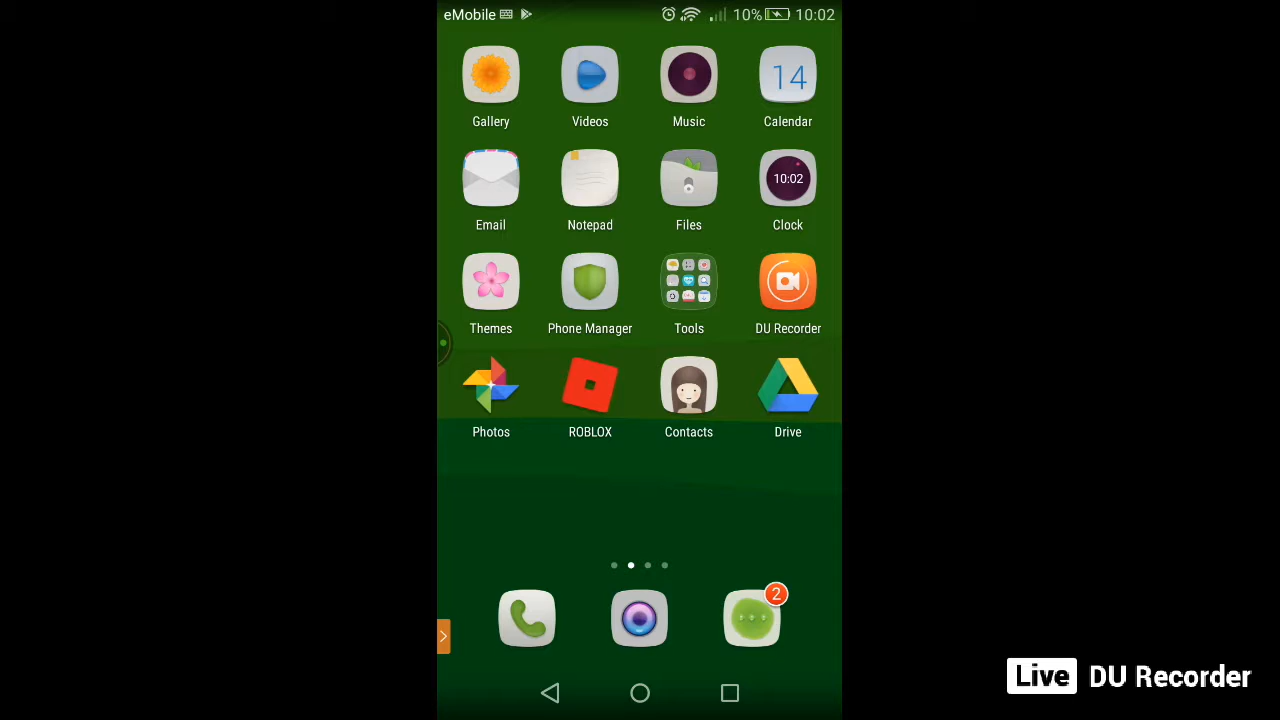 eMobile 10% 10:02
Gallery Videos Music 14 Calendar
Email Notepad Files 10:02 Clock
Themes Phone Manager Tools DU Recorder
Photos ROBLOX Contacts Drive
2
Live DU Recorder